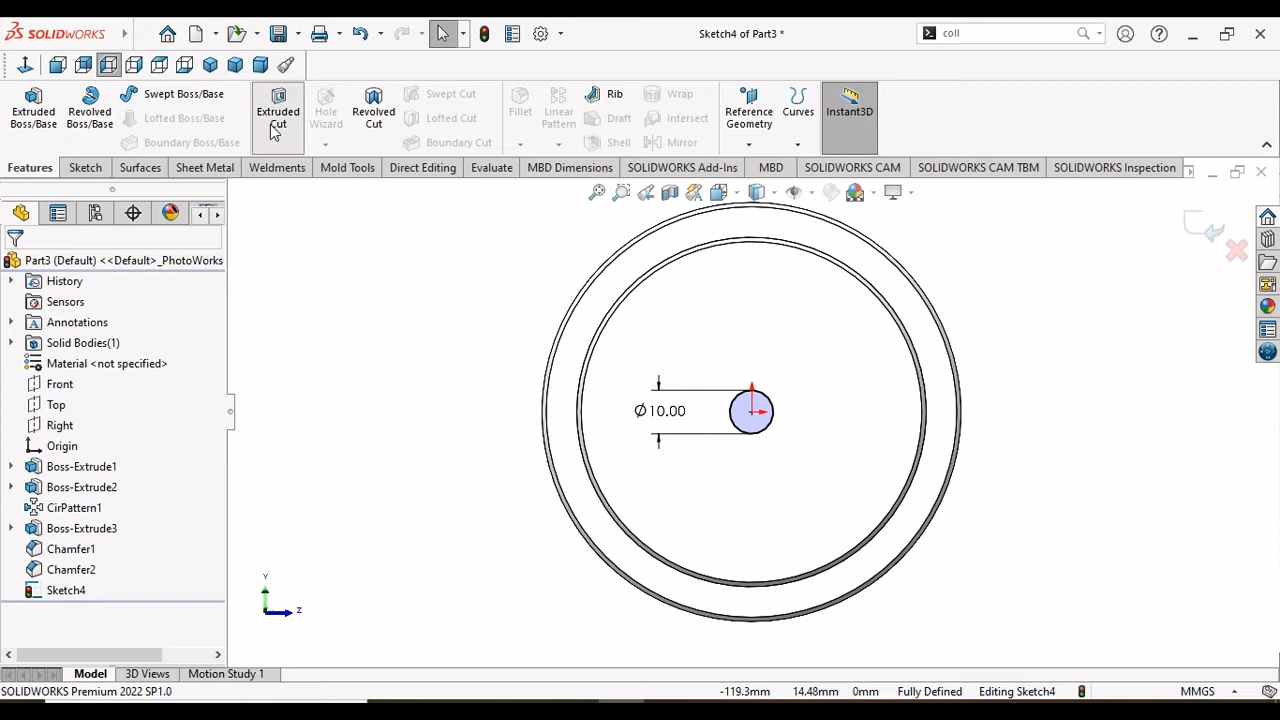 SOLIDWORKS
Sketch4 of Part3 *
coll
Extruded Boss/Base
Revolved Boss/Base
Swept Boss/Base
Lofted Boss/Base
Boundary Boss/Base
Extruded Cut
Hole Wizard
Revolved Cut
Swept Cut
Lofted Cut
Boundary Cut
Fillet
Linear Pattern
Rib
Draft
Shell
Wrap
Intersect
Mirror
Reference Geometry
Curves
Instant3D
Features Sketch Surfaces Sheet Metal Weldments Mold Tools Direct Editing Evaluate MBD Dimensions SOLIDWORKS Add-Ins MBD SOLIDWORKS CAM SOLIDWORKS CAM TBM SOLIDWORKS Inspection
Part3 (Default) <<Default>_PhotoWorks
History
Sensors
Annotations
Solid Bodies(1)
Material <not specified>
Front
Top
Right
Origin
Boss-Extrude1
Boss-Extrude2
CirPattern1
Boss-Extrude3
Chamfer1
Chamfer2
Sketch4
Ø10.00
Y
Z
Model 3D Views Motion Study 1
SOLIDWORKS Premium 2022 SP1.0 -119.3mm 14.48mm 0mm Fully Defined Editing Sketch4 MMGS